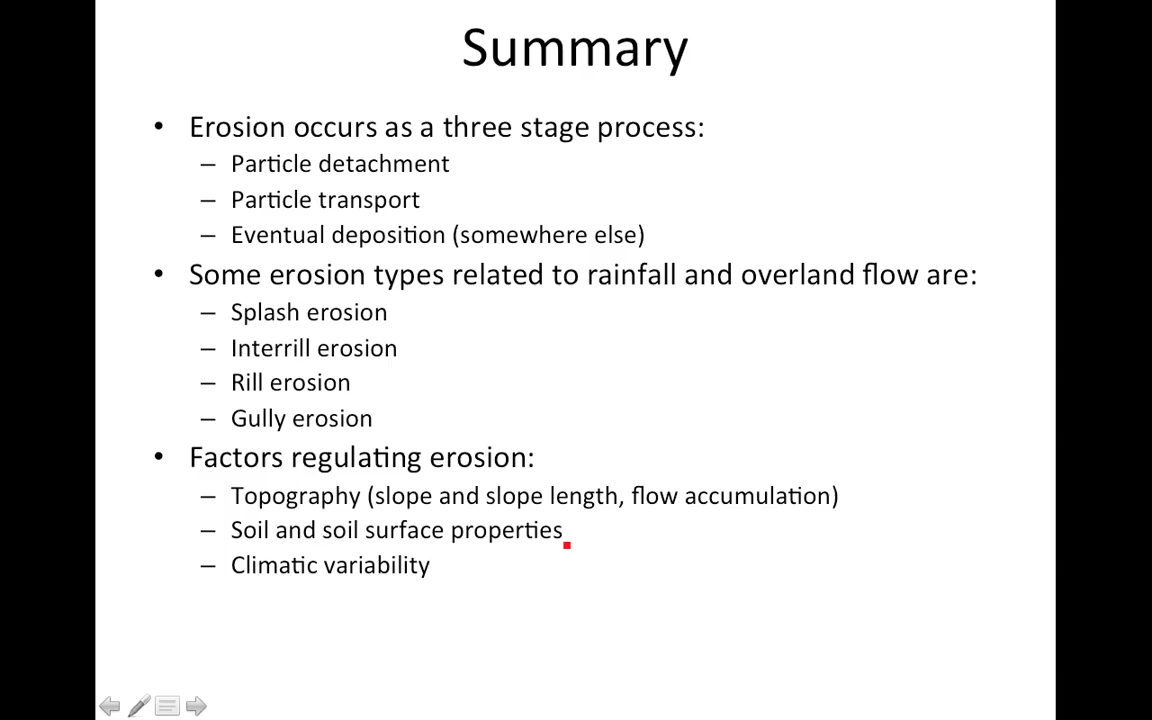 Summary
• Erosion occurs as a three stage process:
– Particle detachment
– Particle transport
– Eventual deposition (somewhere else)
• Some erosion types related to rainfall and overland flow are:
– Splash erosion
– Interrill erosion
– Rill erosion
– Gully erosion
• Factors regulating erosion:
– Topography (slope and slope length, flow accumulation)
– Soil and soil surface properties
– Climatic variability